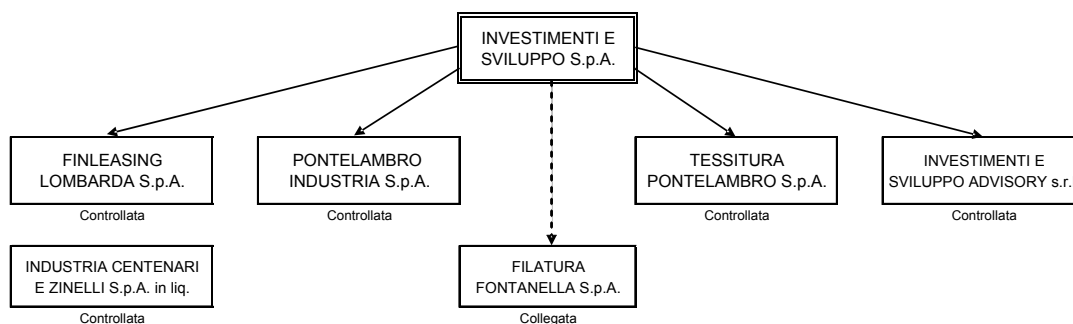 INVESTIMENTI E
SVILUPPO S.p.A.
FINLEASING
LOMBARDA S.p.A.
Controllata
PONTELAMBRO
INDUSTRIA S.p.A.
Controllata
TESSITURA
PONTELAMBRO S.p.A.
Controllata
INVESTIMENTI E
SVILUPPO ADVISORY s.r.
Controllata
INDUSTRIA CENTENARI
E ZINELLI S.p.A. in liq.
Controllata
FILATURA
FONTANELLA S.p.A.
Collegata